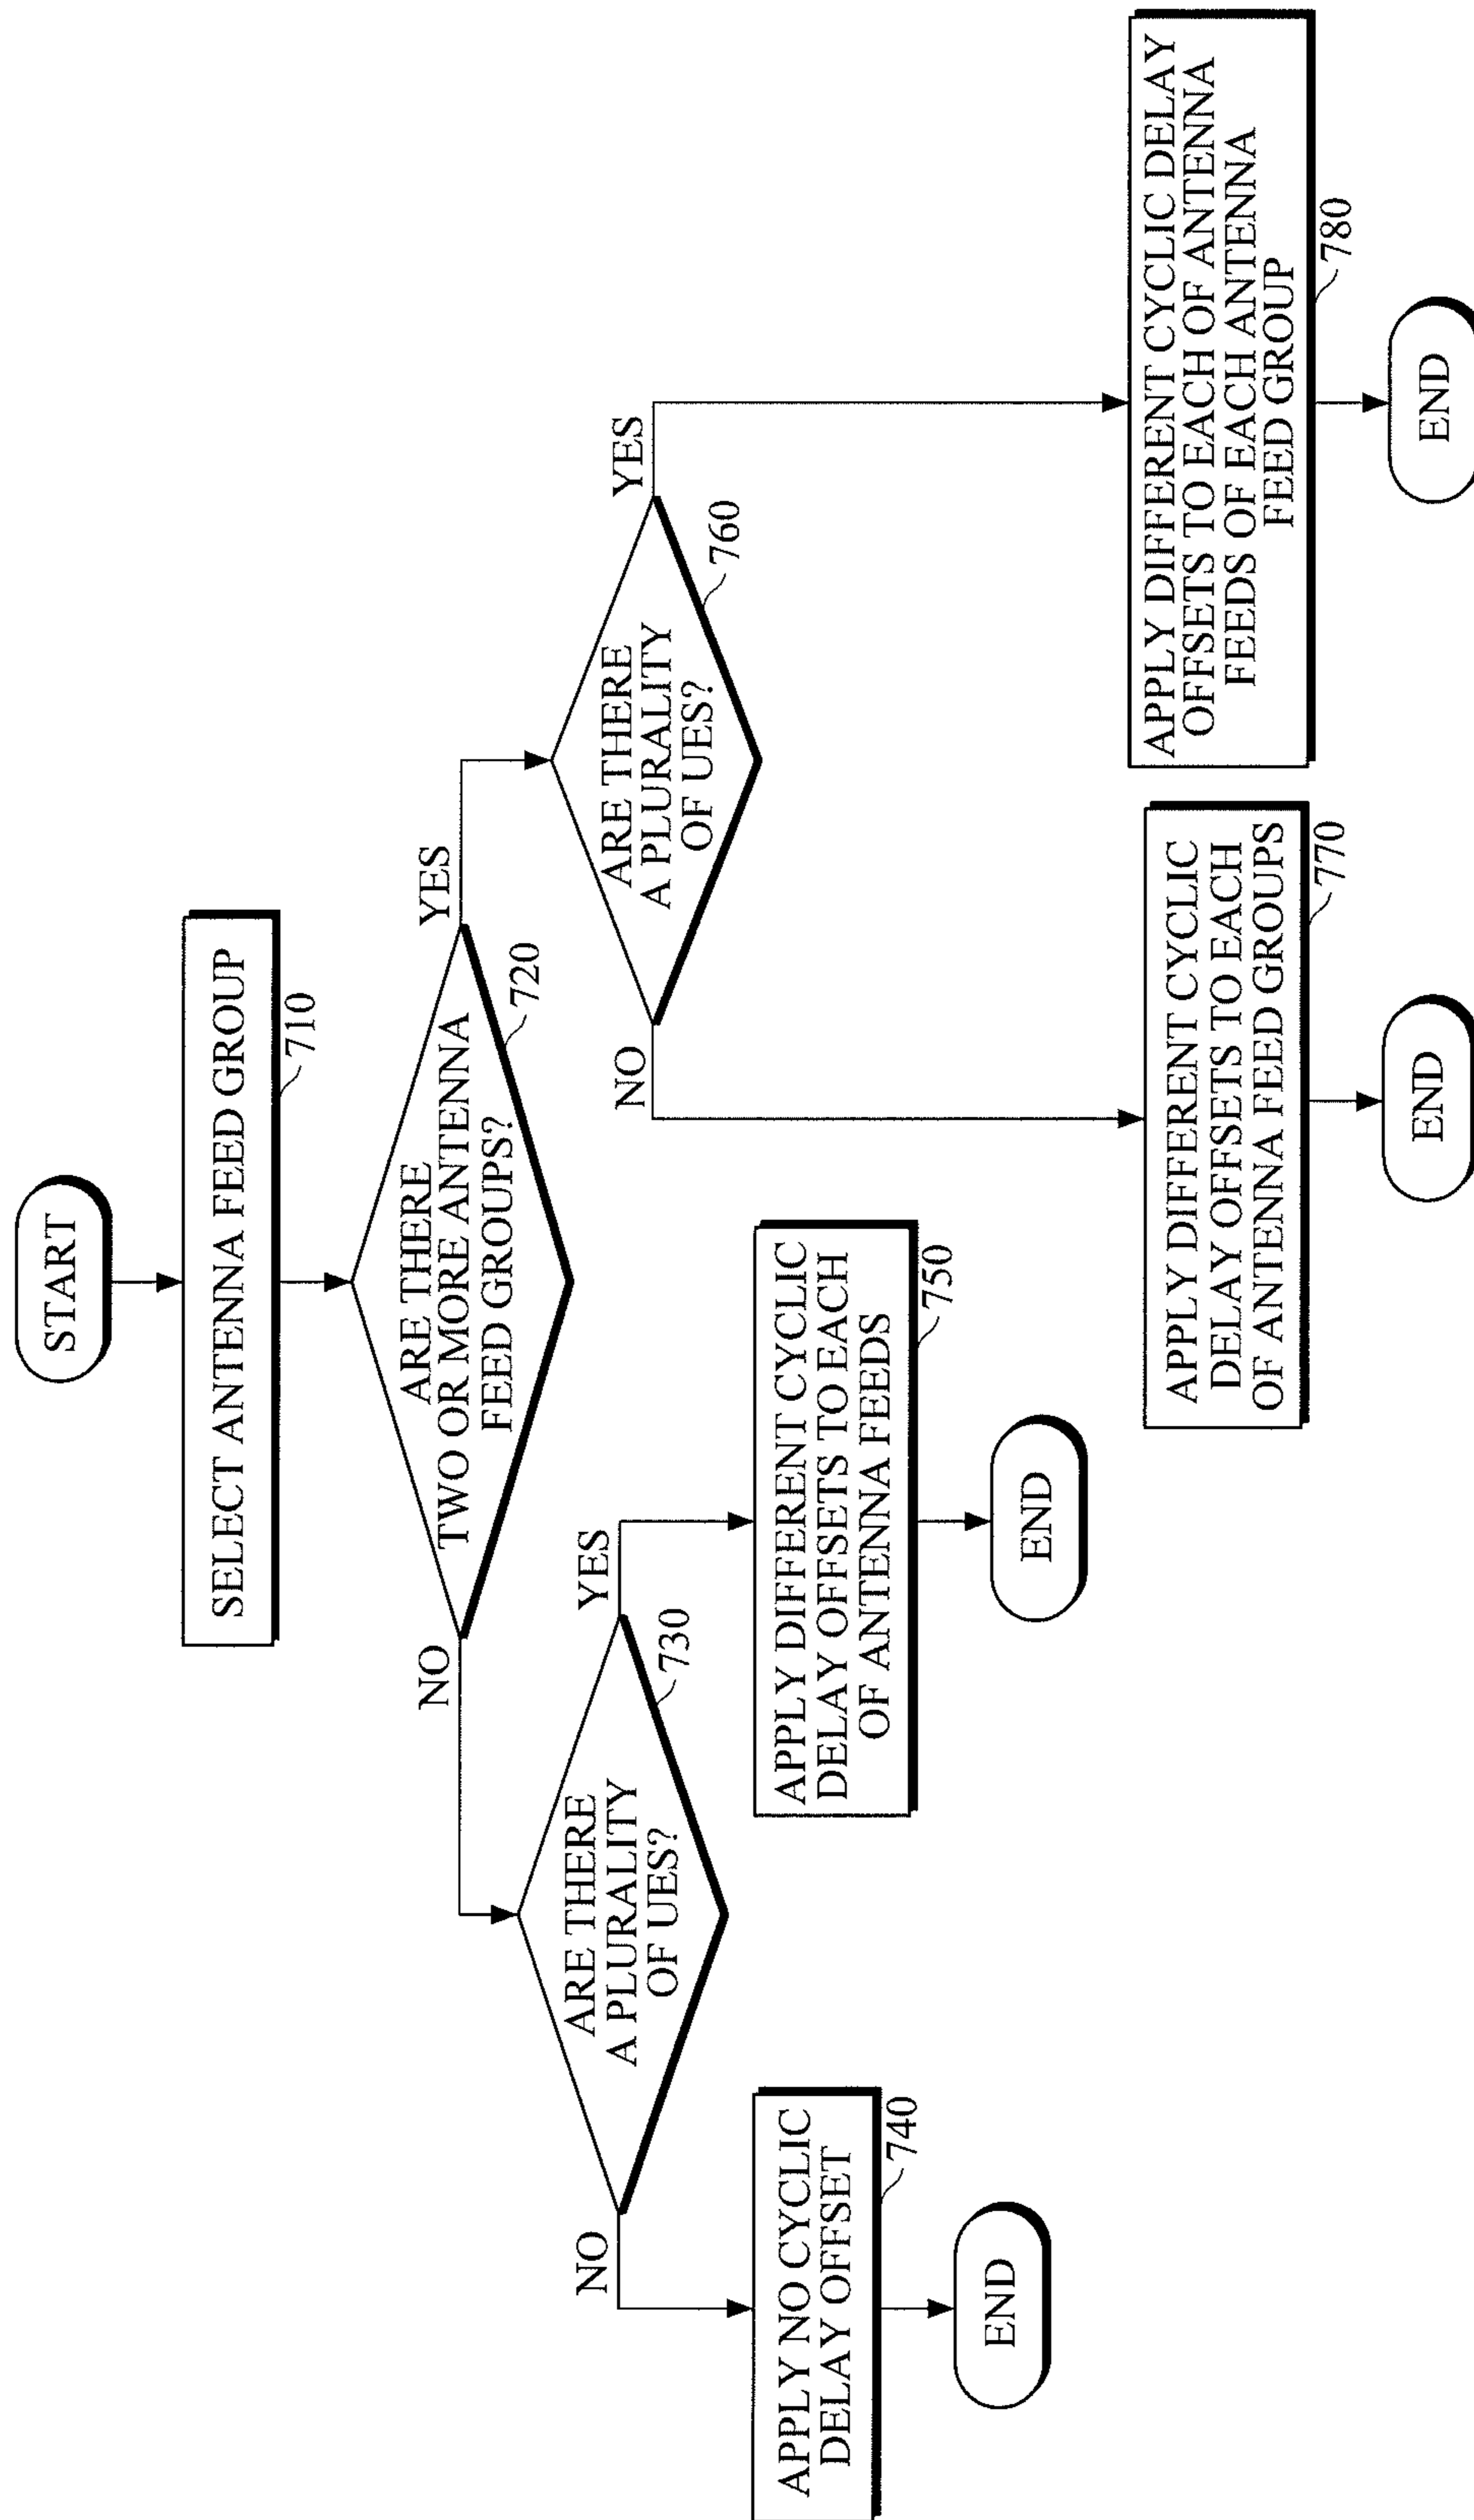 START
SELECT ANTENNA FEED GROUP
710
ARE THERE
TWO OR MORE ANTENNA
FEED GROUPS?
720
NO
YES
ARE THERE
A PLURALITY
OF UES?
730
NO
YES
APPLY NO CYCLIC
DELAY OFFSET
740
END
APPLY DIFFERENT CYCLIC
DELAY OFFSETS TO EACH
OF ANTENNA FEEDS
750
END
ARE THERE
A PLURALITY
OF UES?
760
NO
YES
APPLY DIFFERENT CYCLIC
DELAY OFFSETS TO EACH
OF ANTENNA FEED GROUPS
770
END
APPLY DIFFERENT CYCLIC DELAY
OFFSETS TO EACH OF ANTENNA
FEEDS OF EACH ANTENNA
FEED GROUP
780
END